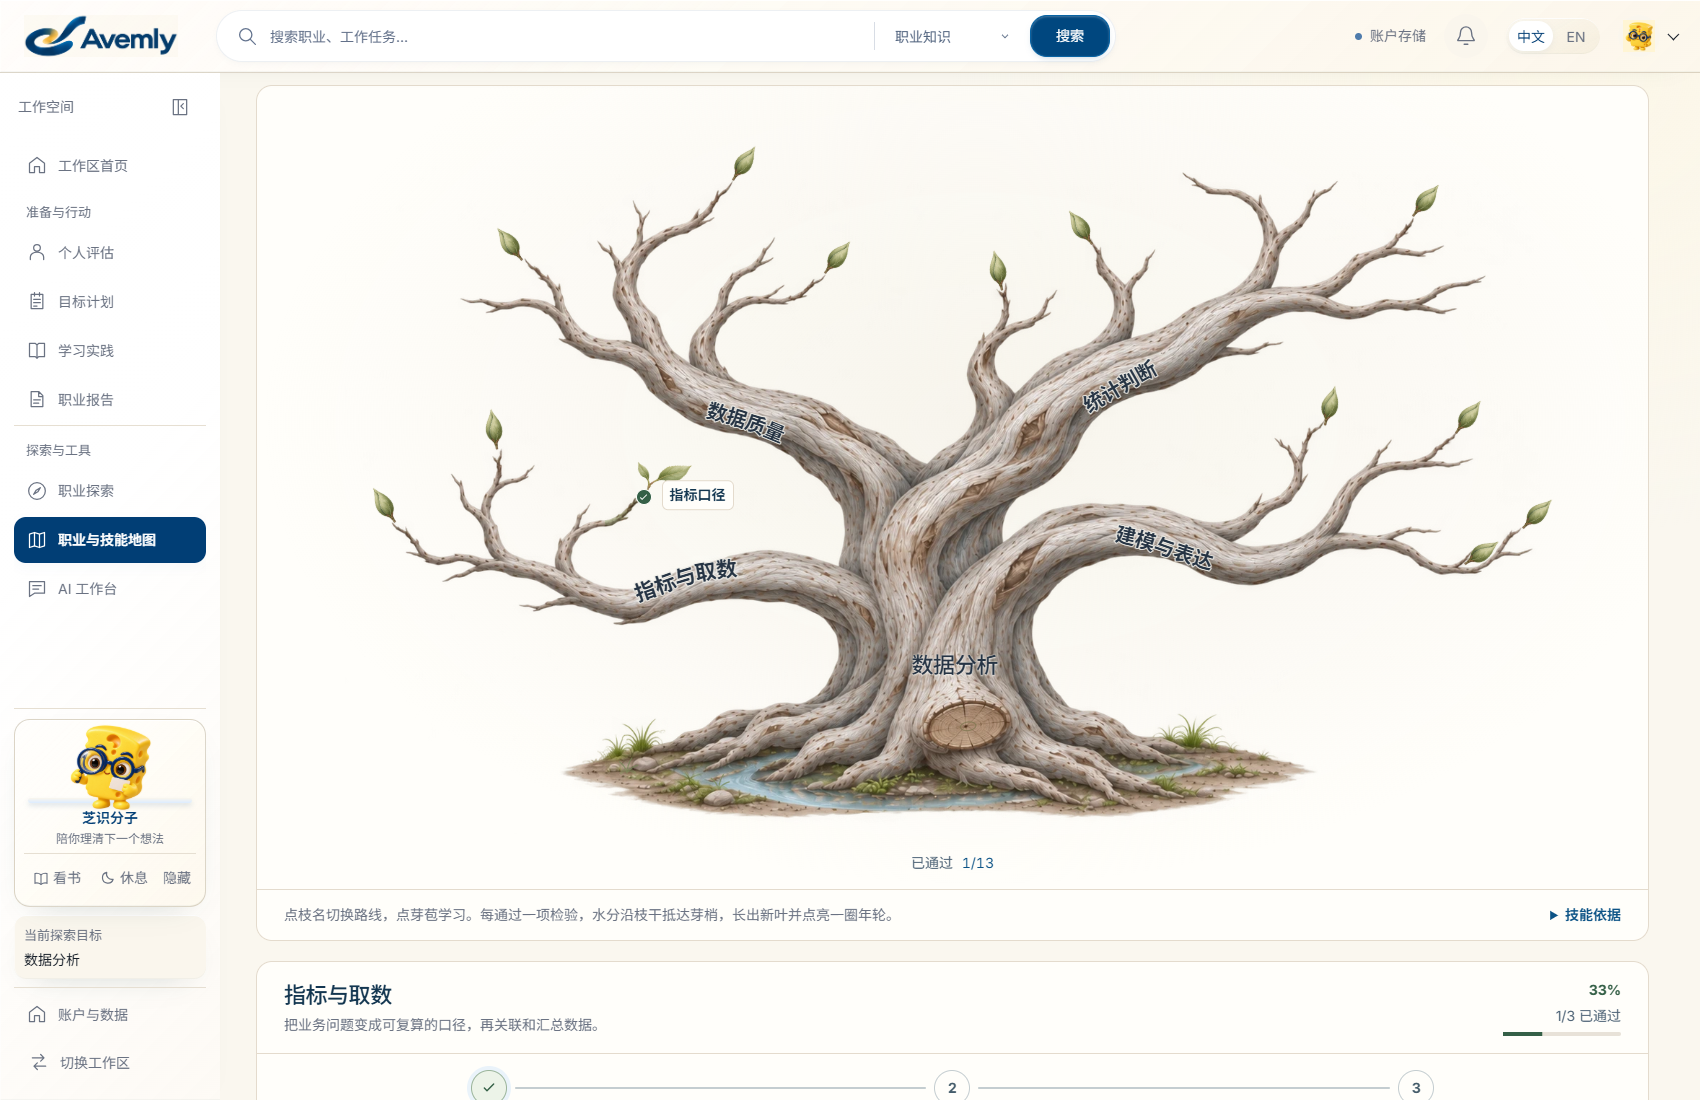 Avemly
搜索职业、工作任务...
职业知识
搜索
账户存储
中文
EN
工作空间
工作区首页
准备与行动
个人评估
目标计划
学习实践
职业报告
探索与工具
职业探索
职业与技能地图
AI 工作台
芝识分子
陪你理清下一个想法
看书
休息
隐藏
当前探索目标
数据分析
账户与数据
切换工作区
数据质量
统计判断
指标口径
指标与取数
建模与表达
数据分析
已通过 1/13
点枝名切换路线，点芽苞学习。每通过一项检验，水分沿枝干抵达芽梢，长出新叶并点亮一圈年轮。
技能依据
指标与取数
把业务问题变成可复算的口径，再关联和汇总数据。
33%
1/3 已通过
2
3